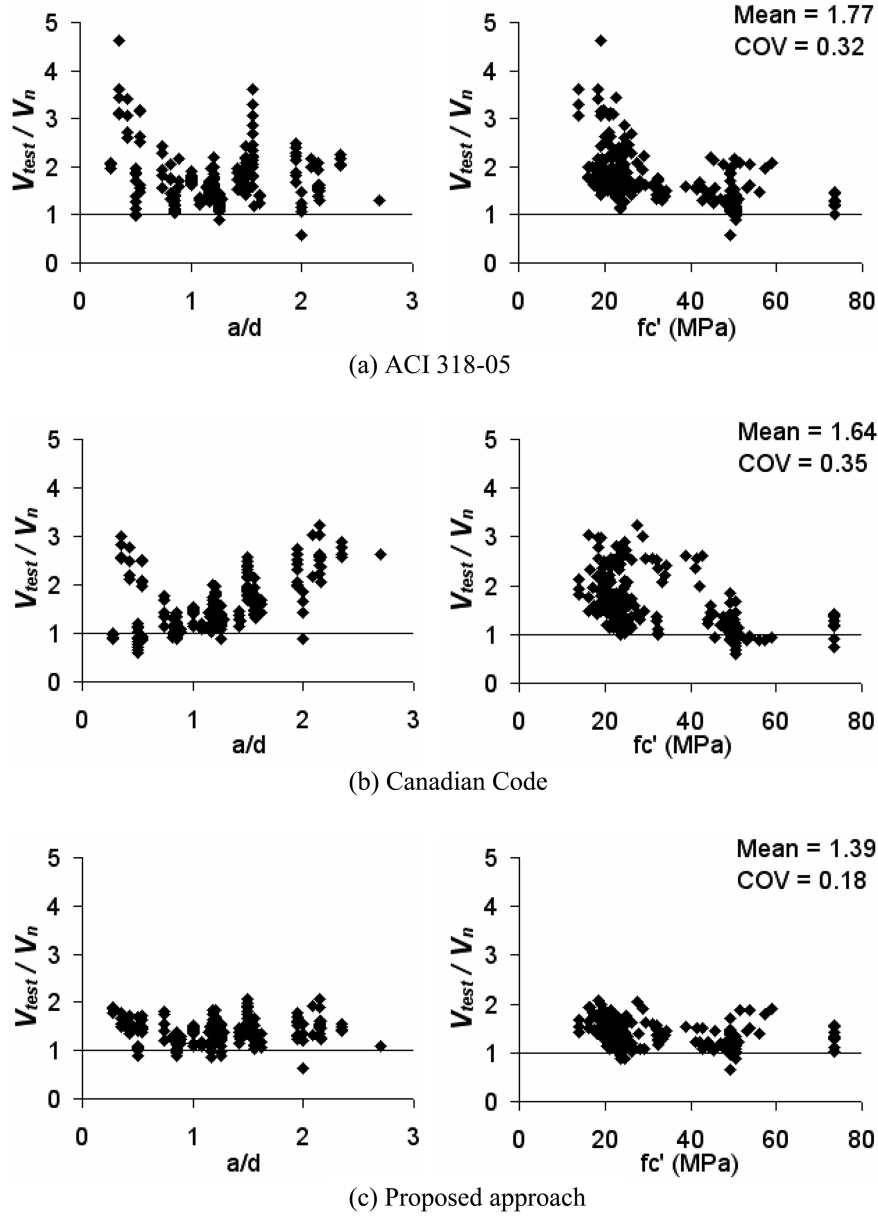 Mean = 1.77
COV = 0.32
5
4
3
2
1
0
V_test / V_n
0 1 2 3
a/d
5
4
3
2
1
0
V_test / V_n
0 20 40 60 80
fc' (MPa)
(a) ACI 318-05
Mean = 1.64
COV = 0.35
5
4
3
2
1
0
V_test / V_n
0 1 2 3
a/d
5
4
3
2
1
0
V_test / V_n
0 20 40 60 80
fc' (MPa)
(b) Canadian Code
Mean = 1.39
COV = 0.18
5
4
3
2
1
0
V_test / V_n
0 1 2 3
a/d
5
4
3
2
1
0
V_test / V_n
0 20 40 60 80
fc' (MPa)
(c) Proposed approach